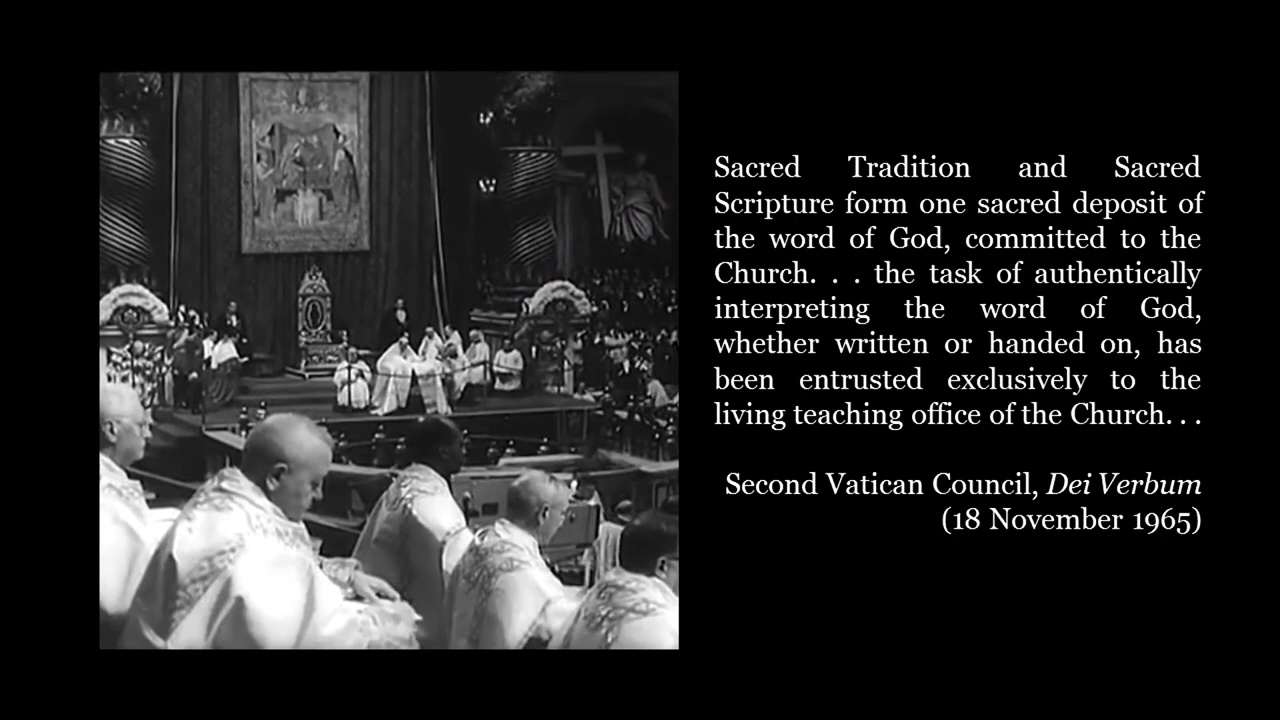 Sacred Tradition and Sacred
Scripture form one sacred deposit of
the word of God, committed to the
Church. . . the task of authentically
interpreting the word of God,
whether written or handed on, has
been entrusted exclusively to the
living teaching office of the Church. . .
Second Vatican Council, Dei Verbum
(18 November 1965)